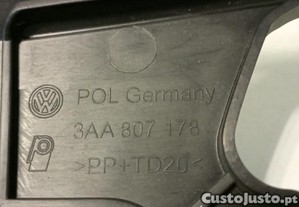 POL Germany
3AA 807 178
>PP+TD20<
CustoJusto.pt